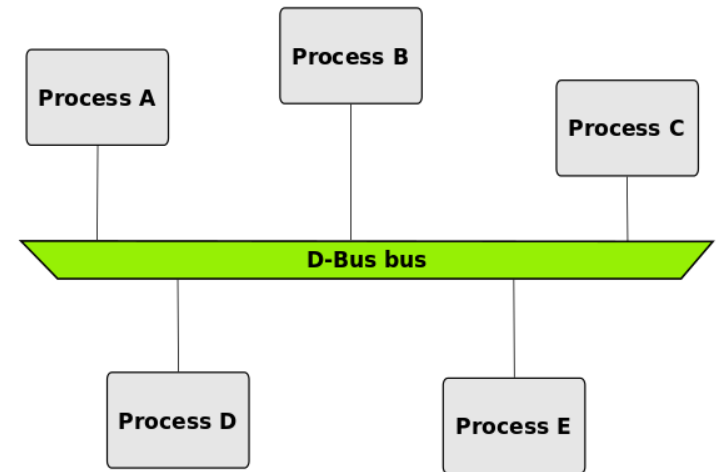 Process A
Process B
Process C
D-Bus bus
Process D
Process E